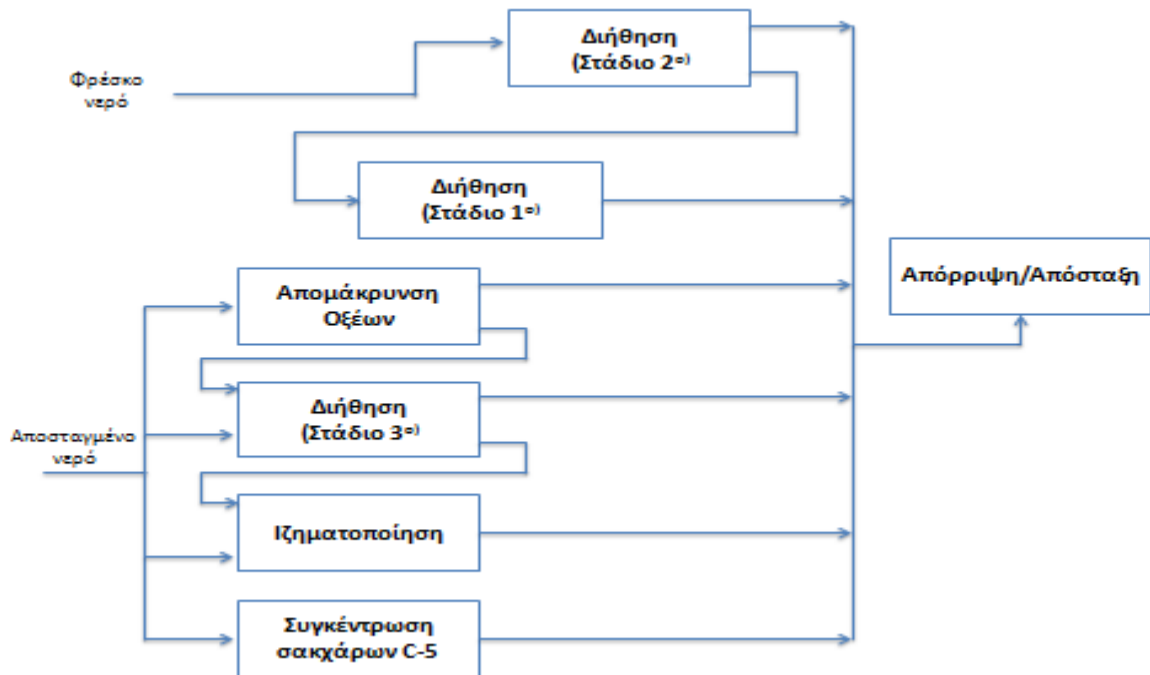 Διήθηση
(Στάδιο 2ο)
Φρέσκο
νερό
Διήθηση
(Στάδιο 1ο)
Απόρριψη/Απόσταξη
Απομάκρυνση
Οξέων
Διήθηση
(Στάδιο 3ο)
Αποσταγμένο
νερό
Ιζηματοποίηση
Συγκέντρωση
σακχάρων C-5